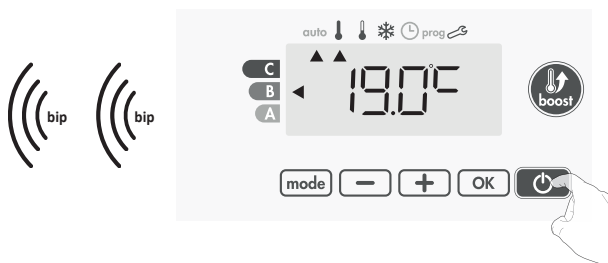 auto prog
C
19.0°C
B
A
boost
bip bip
mode − + OK